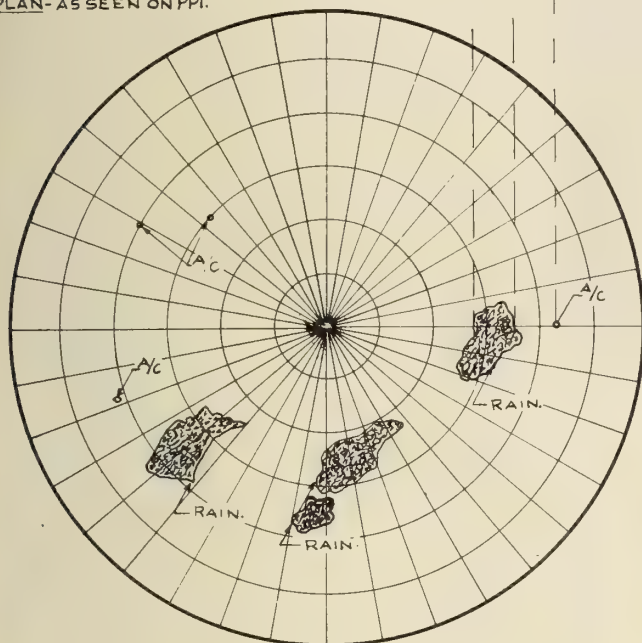 PLAN - AS SEEN ON PPI.
A/C
A/C
A/C
RAIN.
RAIN.
RAIN